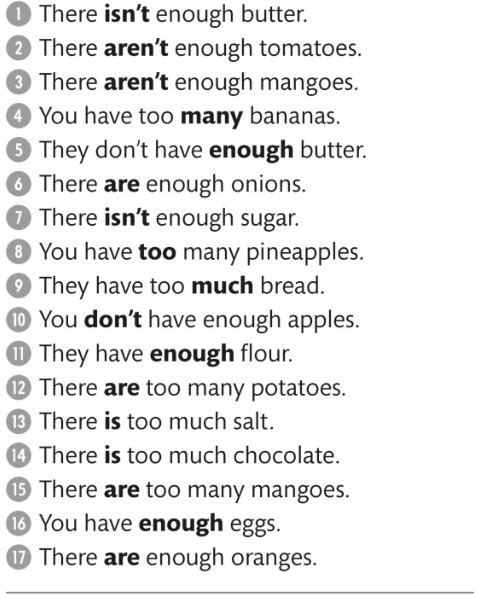 1 There isn't enough butter.
2 There aren't enough tomatoes.
3 There aren't enough mangoes.
4 You have too many bananas.
5 They don't have enough butter.
6 There are enough onions.
7 There isn't enough sugar.
8 You have too many pineapples.
9 They have too much bread.
10 You don't have enough apples.
11 They have enough flour.
12 There are too many potatoes.
13 There is too much salt.
14 There is too much chocolate.
15 There are too many mangoes.
16 You have enough eggs.
17 There are enough oranges.